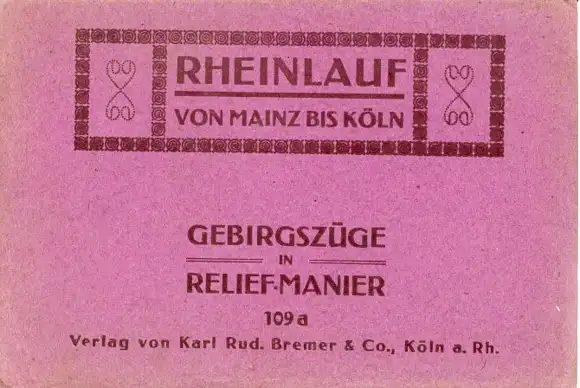 RHEINLAUF
VON MAINZ BIS KÖLN
GEBIRGSZÜGE
IN
RELIEF-MANIER
109a
Verlag von Karl Rud. Bremer & Co., Köln a. Rh.